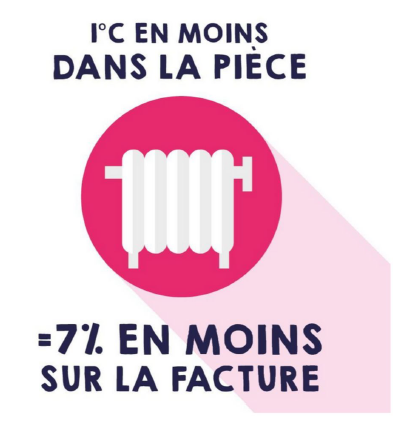 1°C EN MOINS
DANS LA PIÈCE
=7% EN MOINS
SUR LA FACTURE